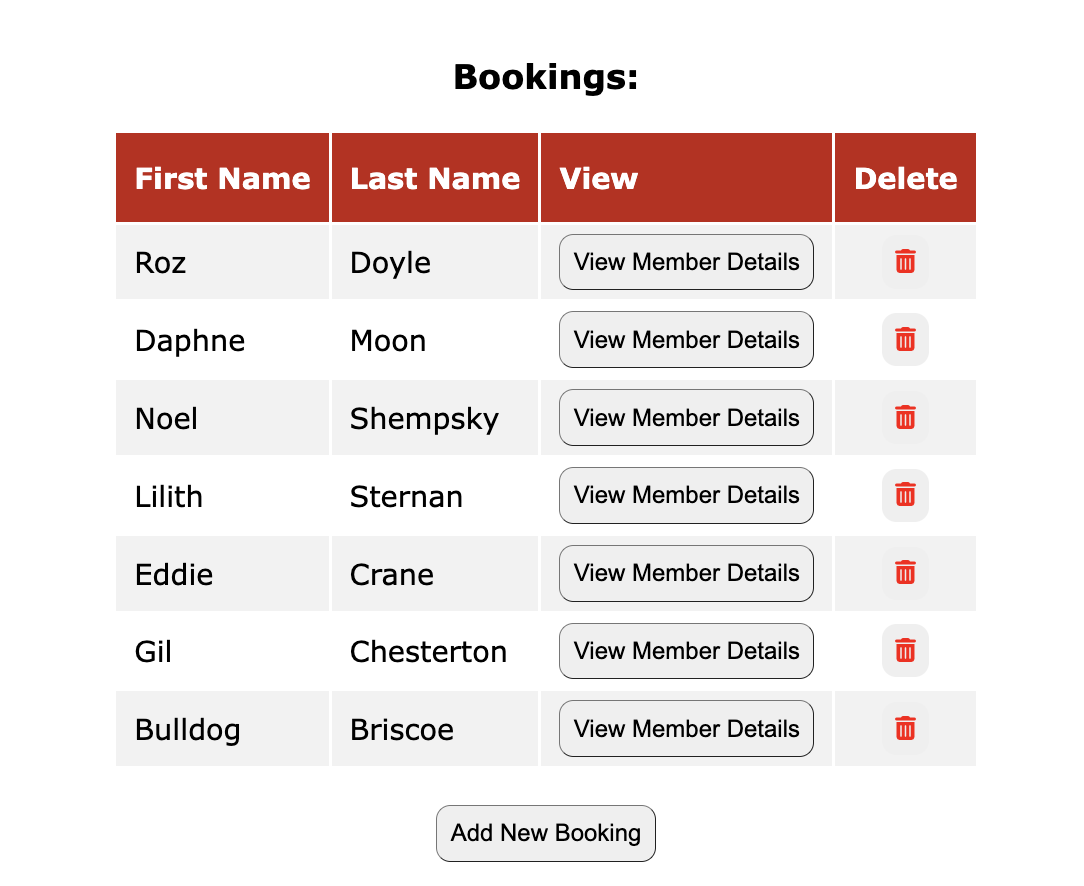 Bookings:
First Name Last Name View Delete
Roz Doyle View Member Details
Daphne Moon View Member Details
Noel Shempsky View Member Details
Lilith Sternan View Member Details
Eddie Crane View Member Details
Gil Chesterton View Member Details
Bulldog Briscoe View Member Details
Add New Booking